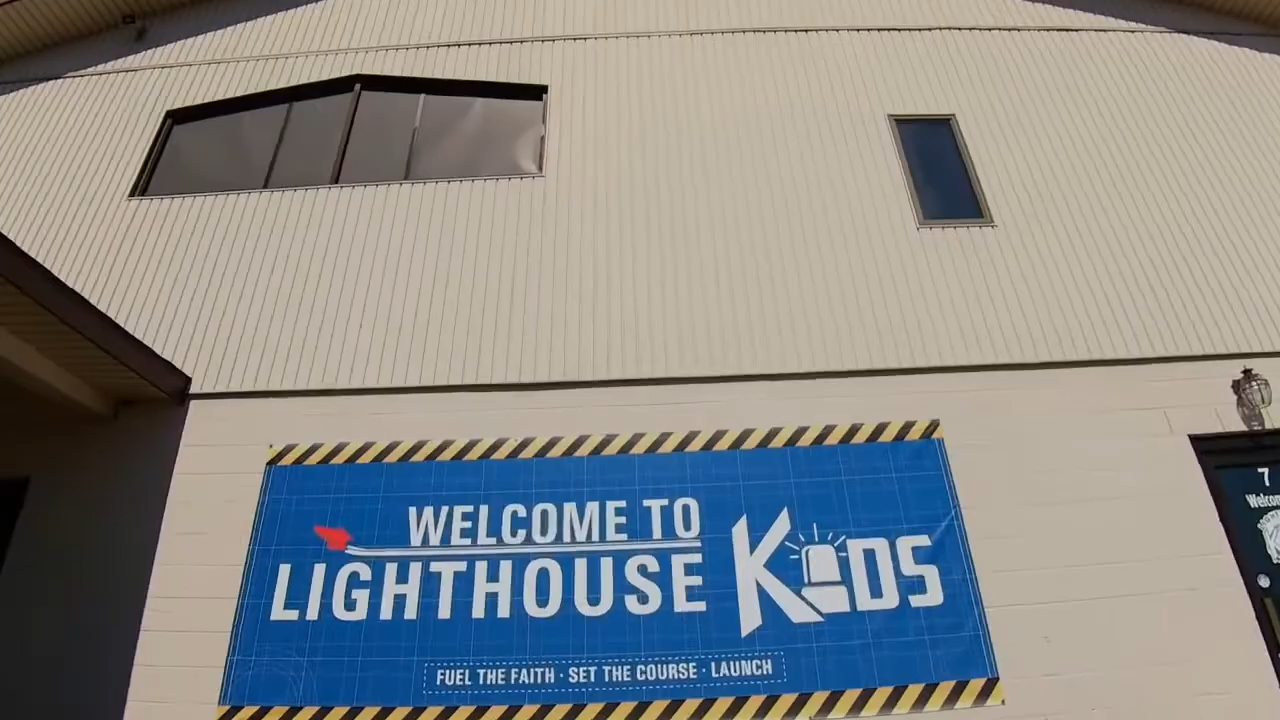 WELCOME TO
LIGHTHOUSE KIDS
FUEL THE FAITH · SET THE COURSE · LAUNCH
7